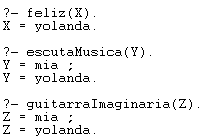 ?- feliz(X).
X = yolanda.
?- escutaMusica(Y).
Y = mia ;
Y = yolanda.
?- guitarraImaginaria(Z).
Z = mia ;
Z = yolanda.